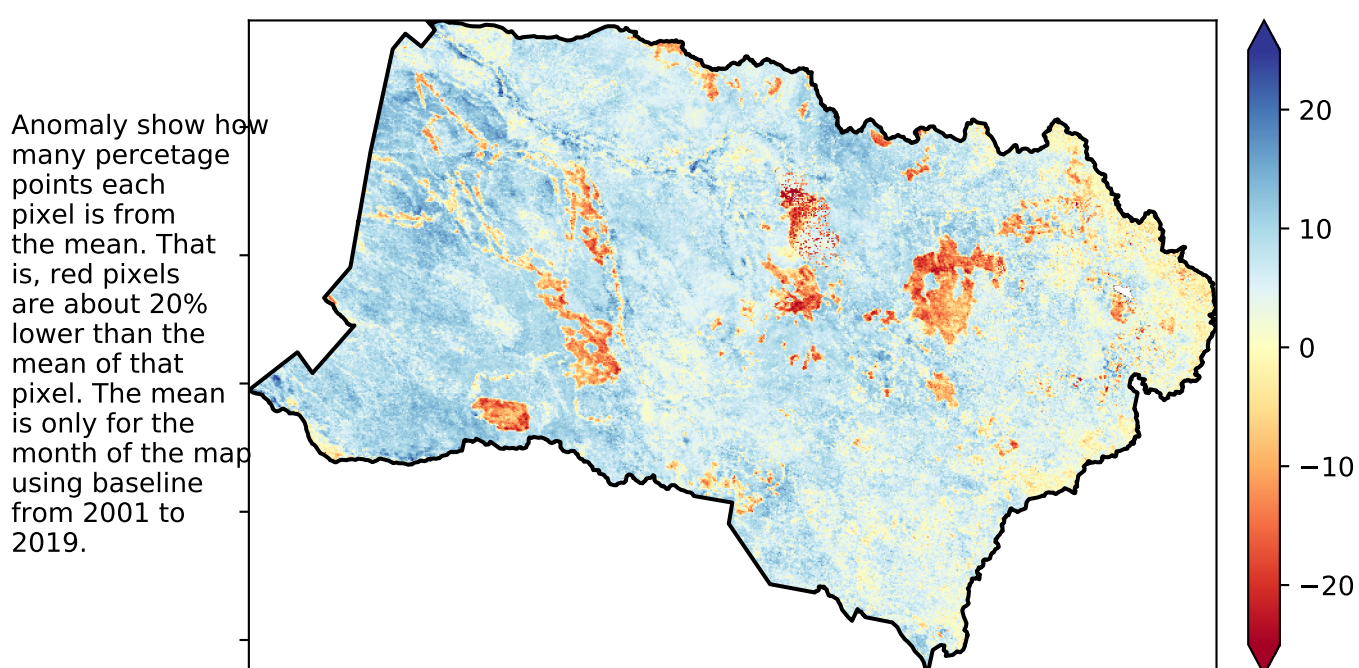 Anomaly show how
many percetage
points each
pixel is from
the mean. That
is, red pixels
are about 20%
lower than the
mean of that
pixel. The mean
is only for the
month of the map
using baseline
from 2001 to
2019.
20
10
0
−10
−20